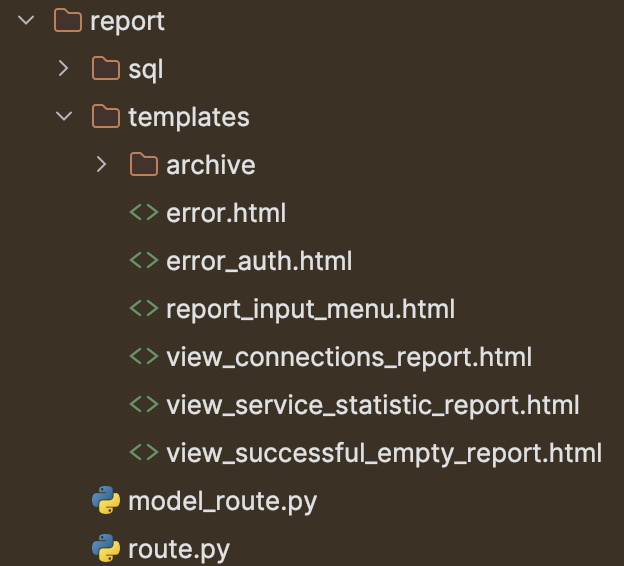 report
sql
templates
archive
error.html
error_auth.html
report_input_menu.html
view_connections_report.html
view_service_statistic_report.html
view_successful_empty_report.html
model_route.py
route.py